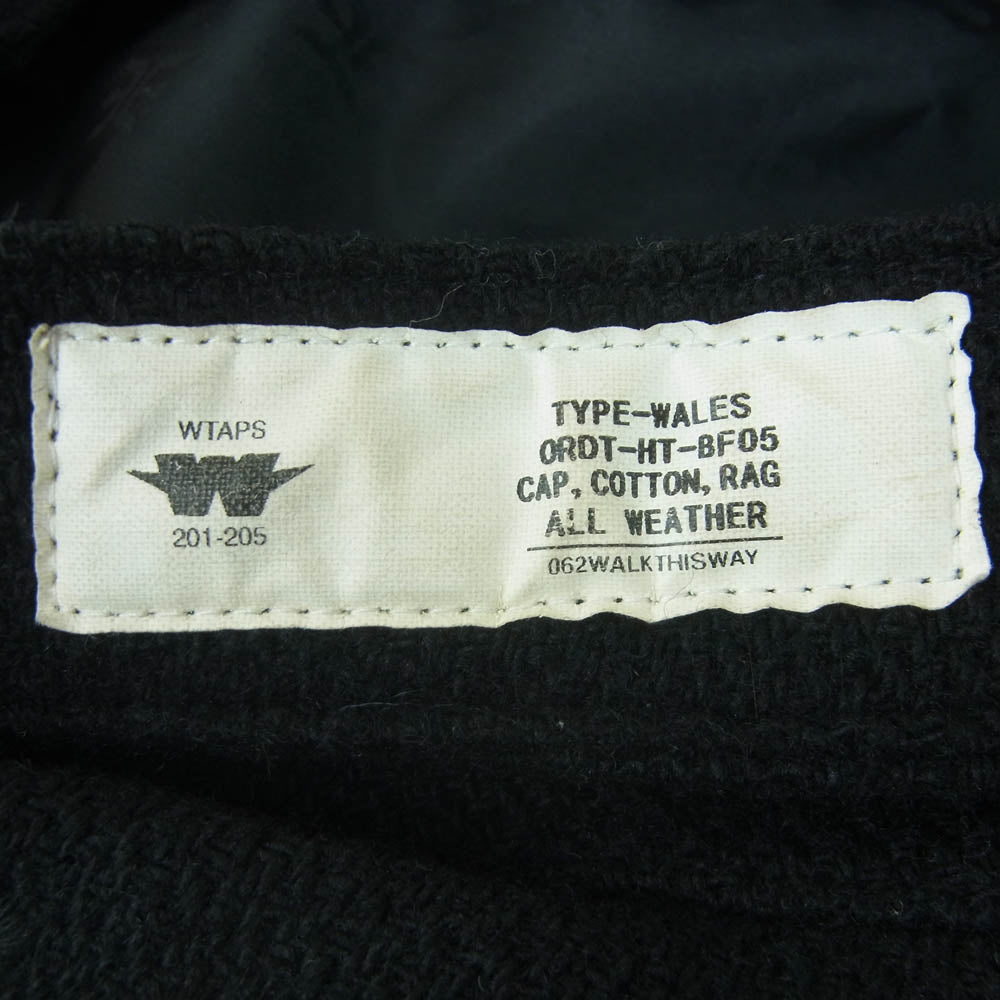 WTAPS
201-205
TYPE-WALES
ORDT-HT-BF05
CAP, COTTON, RAG
ALL WEATHER
062WALKTHISWAY